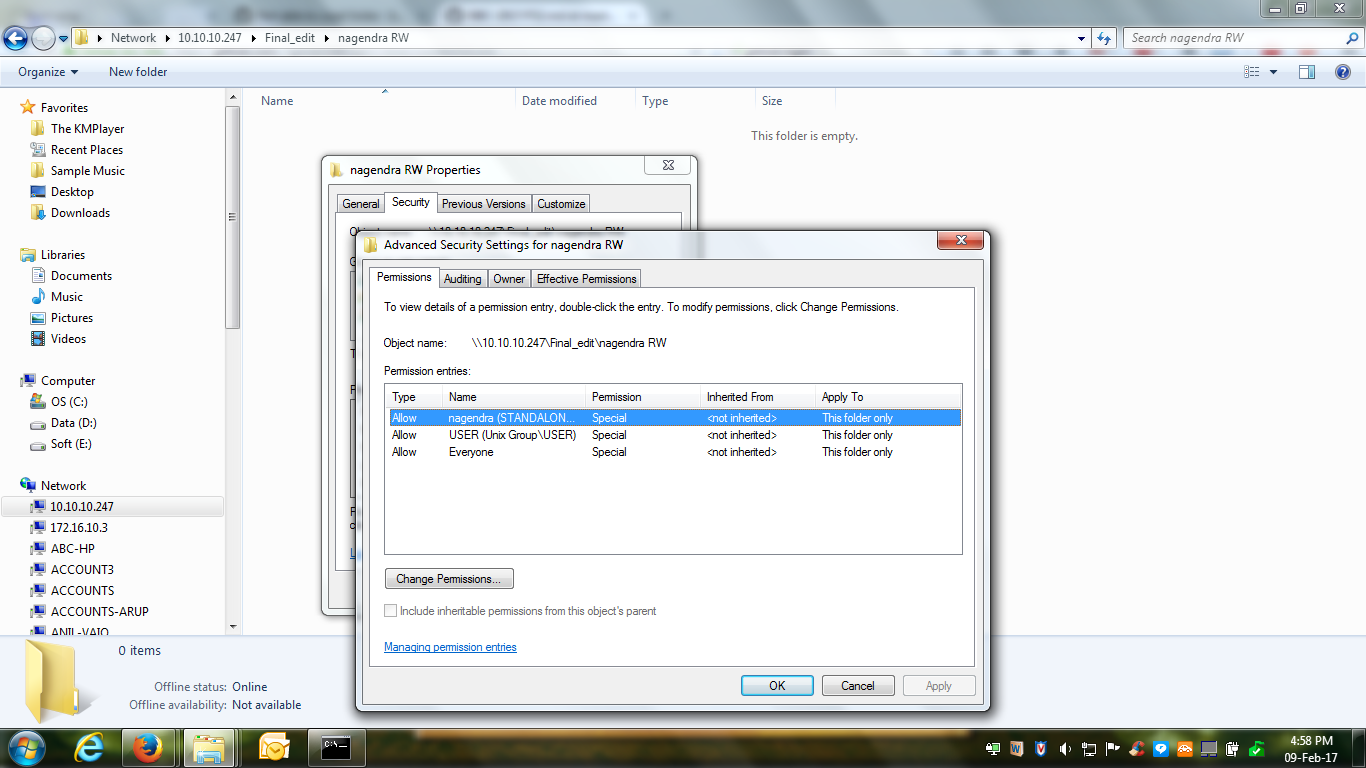 Network 10.10.10.247 Final_edit nagendra RW
Search nagendra RW
Organize New folder
Favorites
The KMPlayer
Recent Places
Sample Music
Desktop
Downloads
Libraries
Documents
Music
Pictures
Videos
Computer
OS (C:)
Data (D:)
Soft (E:)
Network
10.10.10.247
172.16.10.3
ABC-HP
ACCOUNT3
ACCOUNTS
ACCOUNTS-ARUP
ANIL-VAIO
Name Date modified Type Size
This folder is empty.
nagendra RW Properties
General Security Previous Versions Customize
Advanced Security Settings for nagendra RW
Permissions Auditing Owner Effective Permissions
To view details of a permission entry, double-click the entry. To modify permissions, click Change Permissions.
Object name: \\10.10.10.247\Final_edit\nagendra RW
Permission entries:
Type Name Permission Inherited From Apply To
Allow nagendra (STANDALON... Special <not inherited> This folder only
Allow USER (Unix Group\USER) Special <not inherited> This folder only
Allow Everyone Special <not inherited> This folder only
Change Permissions...
Include inheritable permissions from this object's parent
Managing permission entries
OK Cancel Apply
0 items
Offline status: Online
Offline availability: Not available
4:58 PM
09-Feb-17